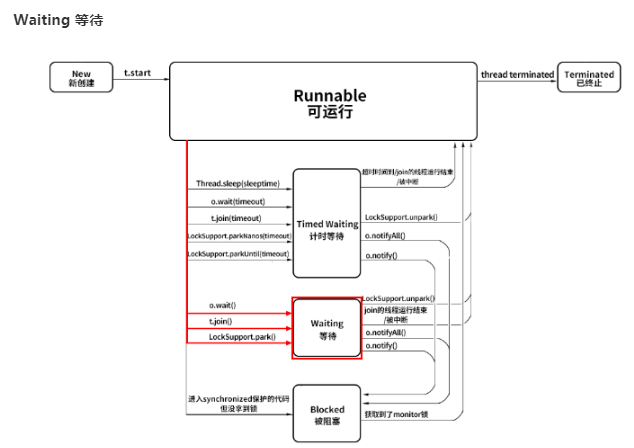 Waiting 等待
New
新创建
t.start
Runnable
可运行
thread terminated
Terminated
已终止
Thread.sleep(sleeptime)
o.wait(timeout)
t.join(timeout)
LockSupport.parkNanos(timeout)
LockSupport.parkUntil(timeout)
Timed Waiting
计时等待
超时时间到/join的线程运行结束
/被中断
LockSupport.unpark()
o.notifyAll()
o.notify()
o.wait()
t.join()
LockSupport.park()
Waiting
等待
LockSupport.unpark()
join的线程运行结束
/被中断
o.notifyAll()
o.notify()
进入synchronized保护的代码
但没拿到锁
Blocked
被阻塞
获取到了monitor锁